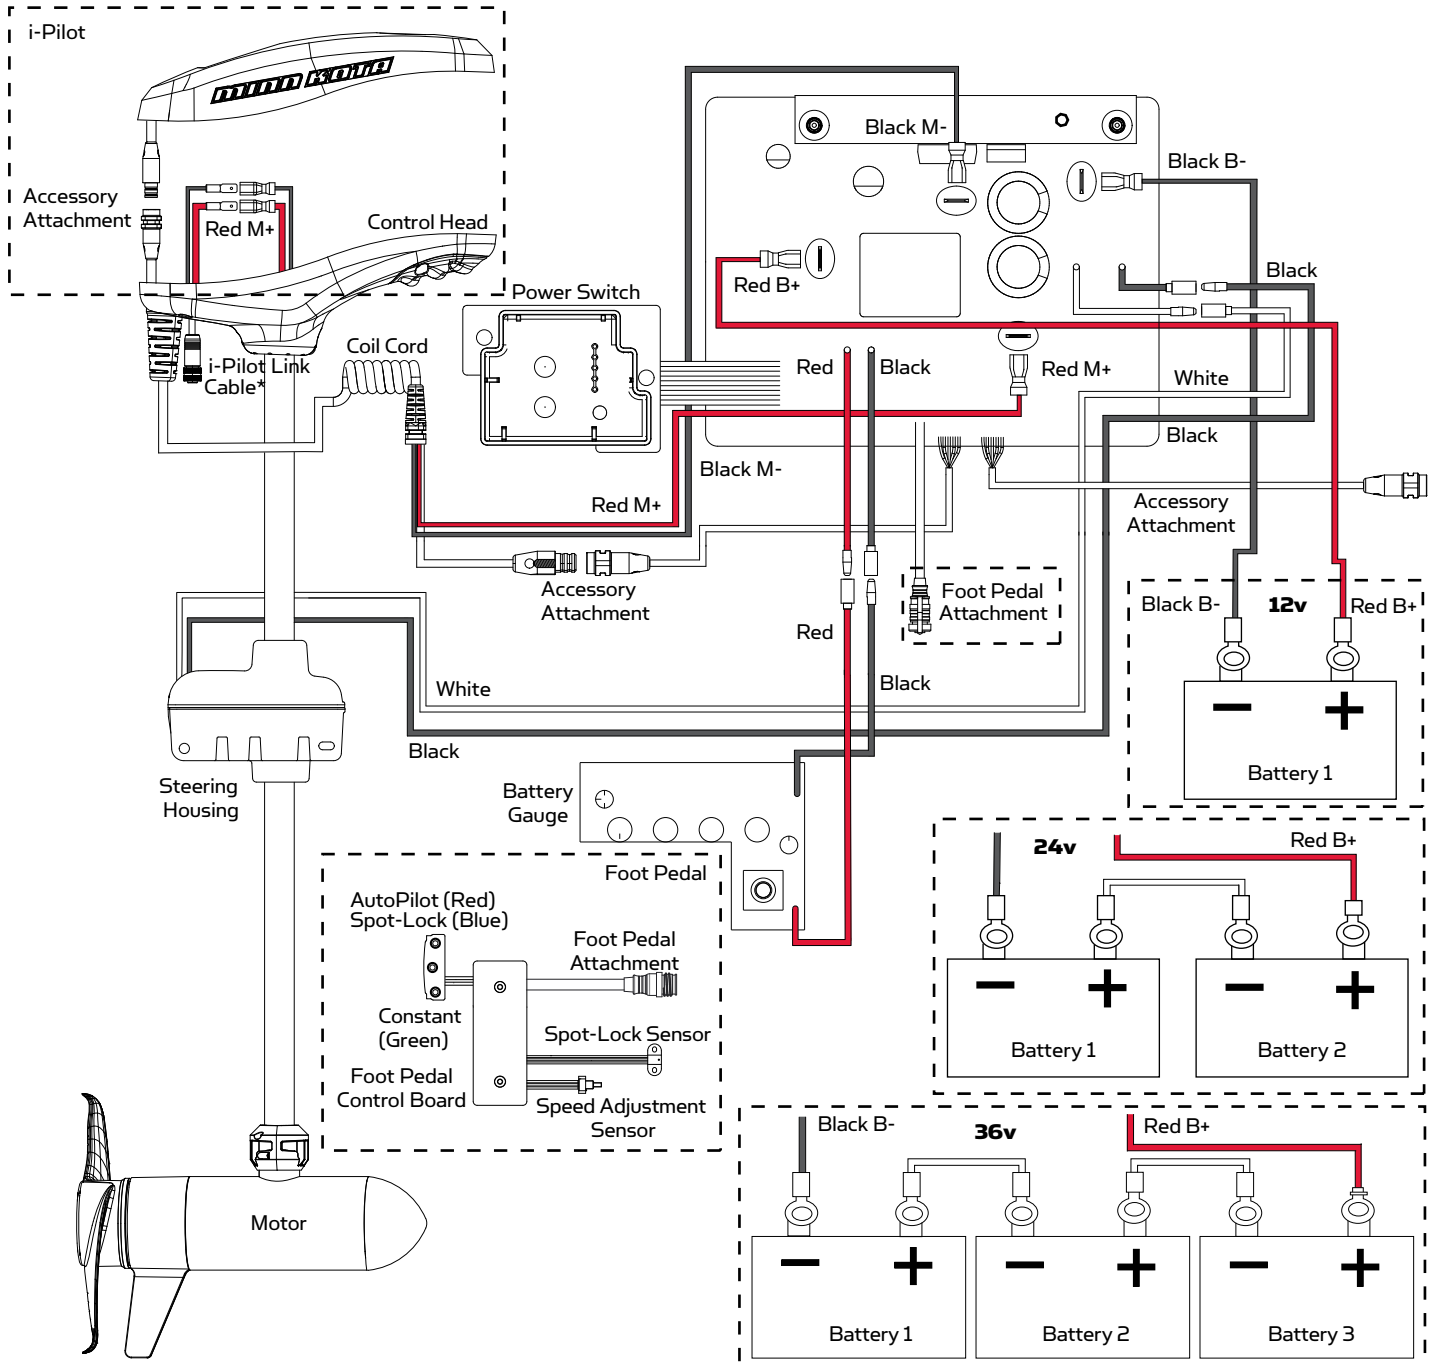 i-Pilot
MINN KOTA
Accessory
Attachment
Red M+
Control Head
i-Pilot Link
Cable*
Coil Cord
Power Switch
Black M-
Black B-
Red B+
Black
Red
Black
Red M+
White
Black
Black M-
Red M+
Accessory
Attachment
Accessory
Attachment
Foot Pedal
Attachment
Red
Black
White
Black
Steering
Housing
Battery
Gauge
Black B-
12v
Red B+
Battery 1
24v
Red B+
Battery 1
Battery 2
Foot Pedal
AutoPilot (Red)
Spot-Lock (Blue)
Foot Pedal
Attachment
Constant
(Green)
Spot-Lock Sensor
Foot Pedal
Control Board
Speed Adjustment
Sensor
Motor
Black B-
36v
Red B+
Battery 1
Battery 2
Battery 3